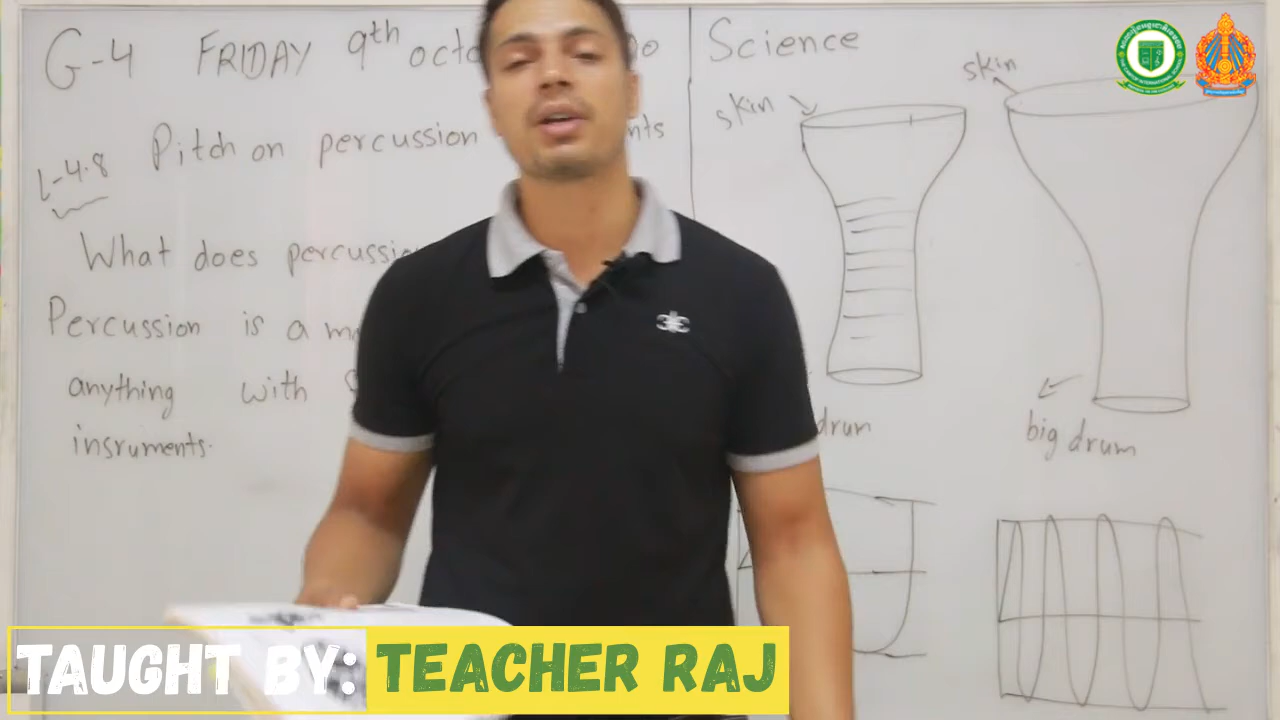 G-4 FRIDAY 9th octo
Science
L-4.8
Pitch on percussion nts
What does percussio
Percussion is a m
anything with
insruments.
skin
skin
drum
big drum
TAUGHT BY: TEACHER RAJ